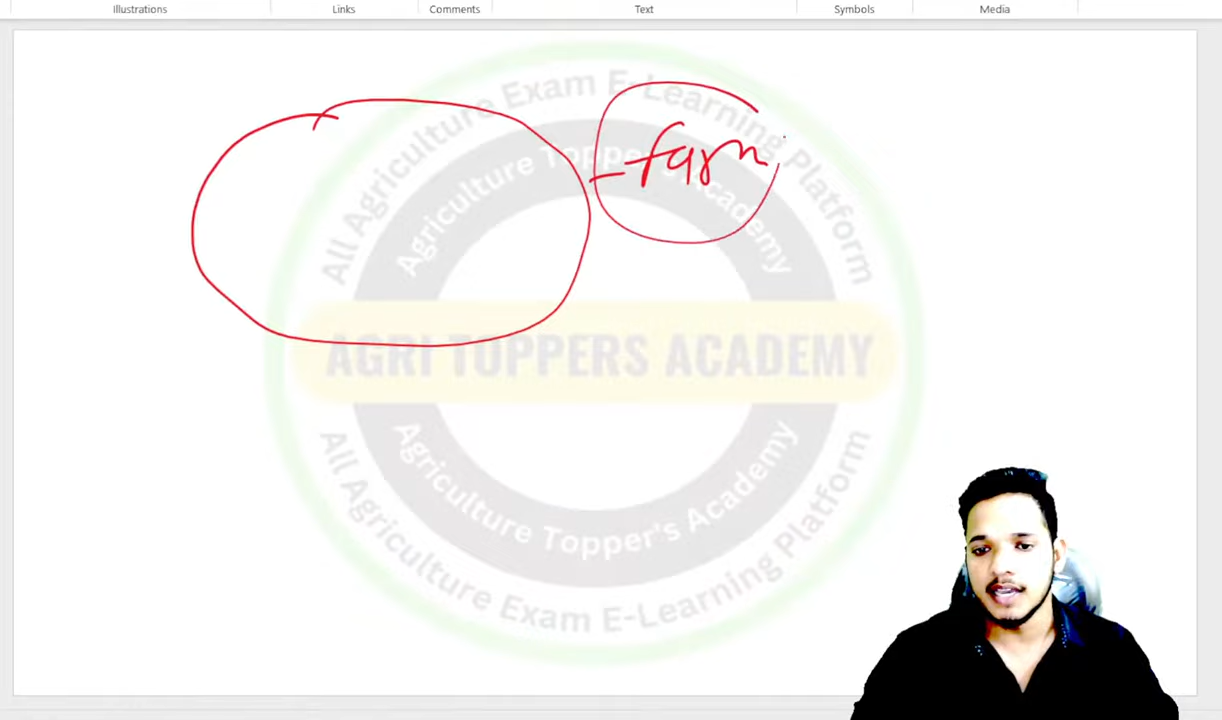 Illustrations Links Comments Text Symbols Media
All Agriculture Exam E-Learning Platform
Agriculture Topper's Academy
farm
AGRI TOPPERS ACADEMY
Agriculture Topper's Academy
All Agriculture Exam E-Learning Platform